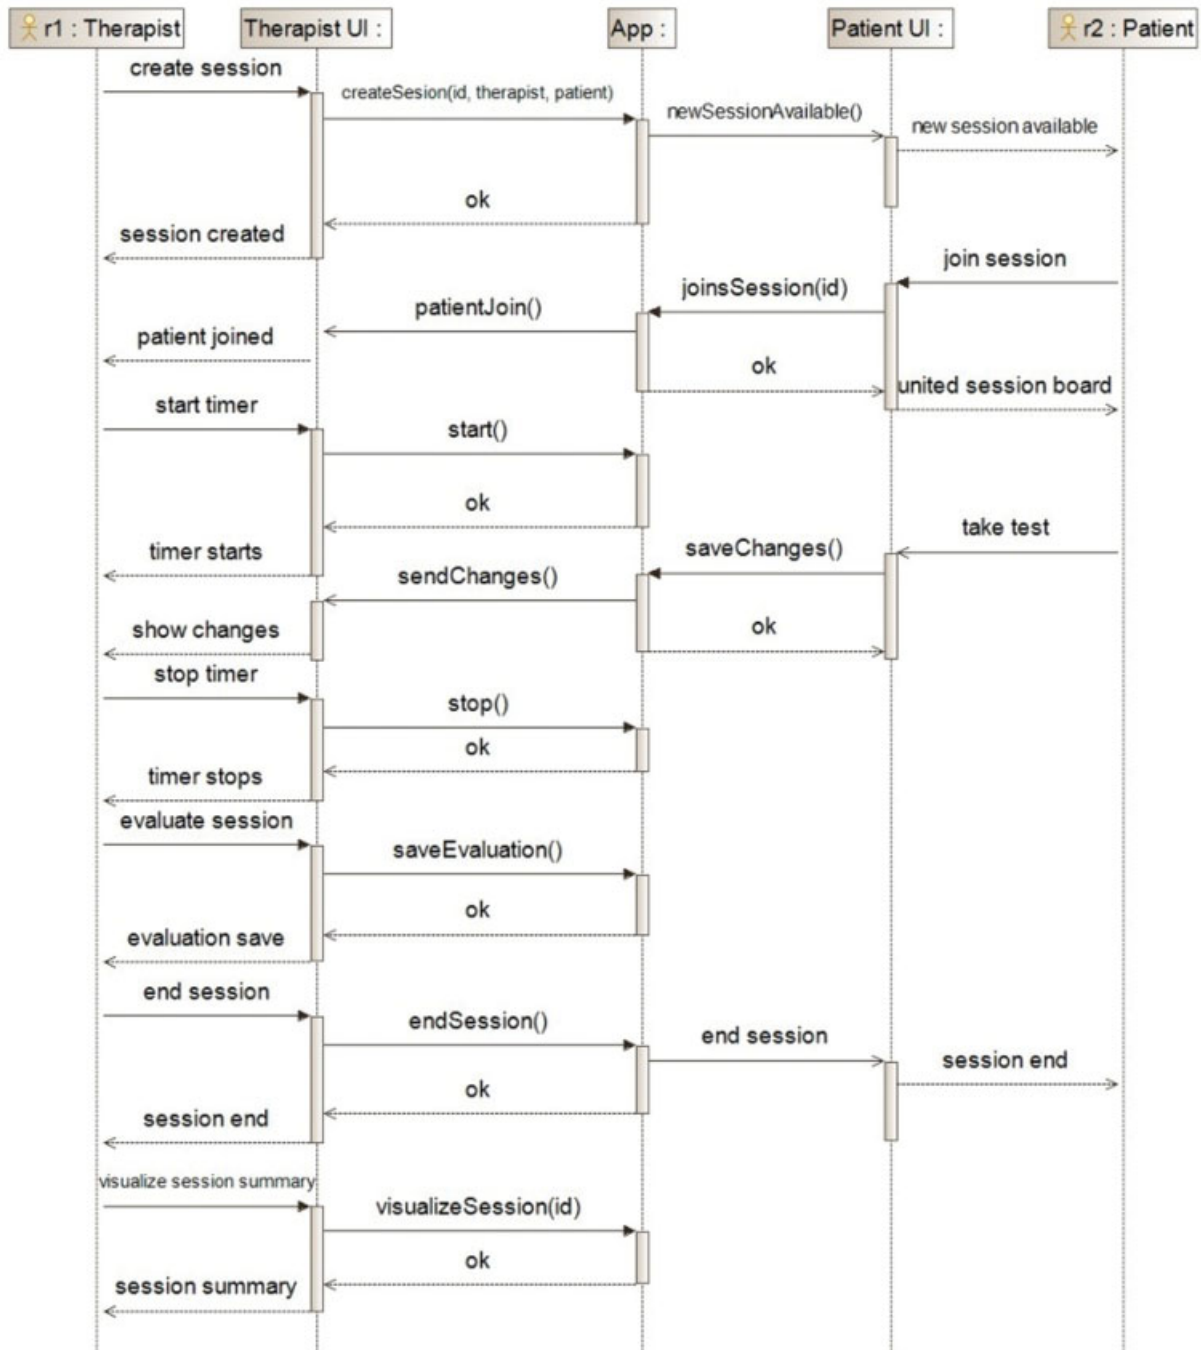 r1 : Therapist
Therapist UI :
App :
Patient UI :
r2 : Patient
create session
createSesion(id, therapist, patient)
newSessionAvailable()
new session available
ok
session created
join session
joinsSession(id)
patientJoin()
patient joined
ok
united session board
start timer
start()
ok
take test
timer starts
saveChanges()
sendChanges()
show changes
ok
stop timer
stop()
ok
timer stops
evaluate session
saveEvaluation()
ok
evaluation save
end session
endSession()
end session
session end
ok
session end
visualize session summary
visualizeSession(id)
ok
session summary